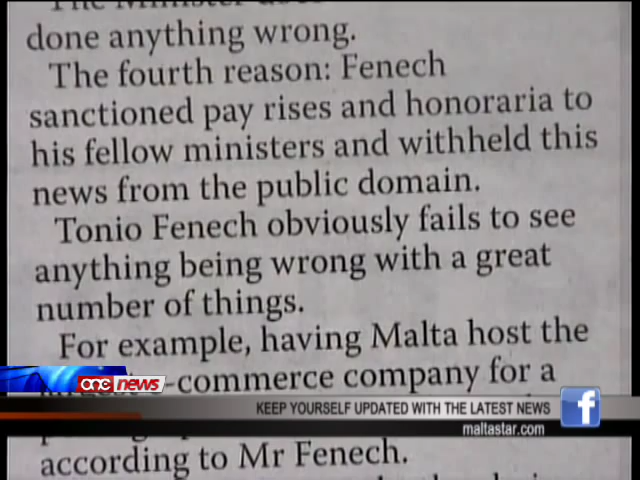 The Minister does
done anything wrong.
The fourth reason: Fenech
sanctioned pay rises and honoraria to
his fellow ministers and withheld this
news from the public domain.
Tonio Fenech obviously fails to see
anything being wrong with a great
number of things.
For example, having Malta host the
-commerce company for a
one news
KEEP YOURSELF UPDATED WITH THE LATEST NEWS
f
maltastar.com
according to Mr Fenech.